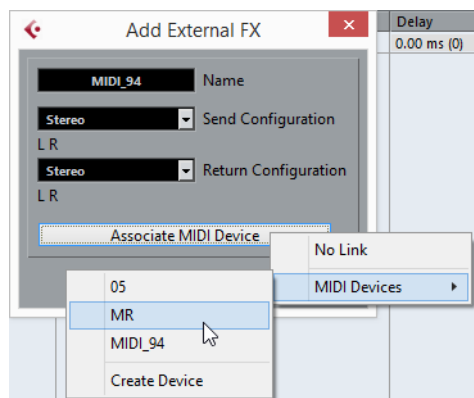 Add External FX
Delay
0.00 ms (0)
MIDI_94 Name
Stereo Send Configuration
L R
Stereo Return Configuration
L R
Associate MIDI Device
No Link
MIDI Devices
05
MR
MIDI_94
Create Device